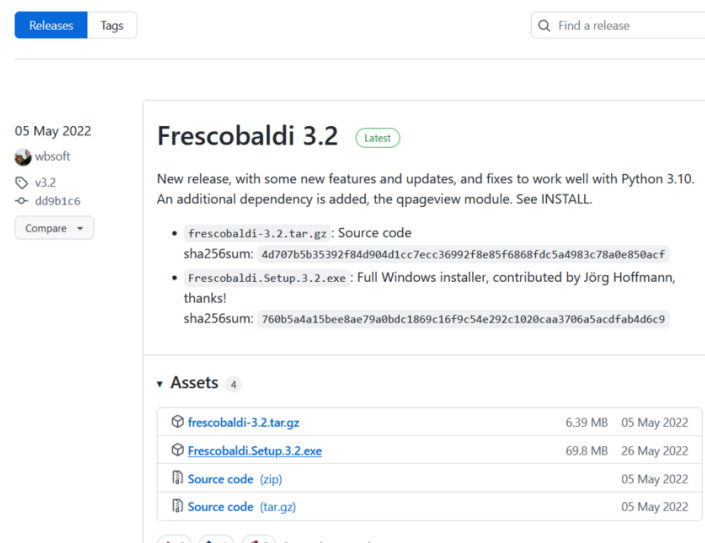 Releases Tags Find a release
05 May 2022
wbsoft
v3.2
dd9b1c6
Compare
Frescobaldi 3.2 Latest
New release, with some new features and updates, and fixes to work well with Python 3.10.
An additional dependency is added, the qpageview module. See INSTALL.
• frescobaldi-3.2.tar.gz : Source code
sha256sum: 4d707b5b35392f84d904d1cc7ecc36992f8e85f6868fdc5a4983c78a0e850acf
• Frescobaldi.Setup.3.2.exe : Full Windows installer, contributed by Jörg Hoffmann,
thanks!
sha256sum: 760b5a4a15bee8ae79a0bdc1869c16f9c54e292c1020caa3706a5acdfab4d6c9
Assets 4
frescobaldi-3.2.tar.gz 6.39 MB 05 May 2022
Frescobaldi.Setup.3.2.exe 69.8 MB 26 May 2022
Source code (zip) 05 May 2022
Source code (tar.gz) 05 May 2022